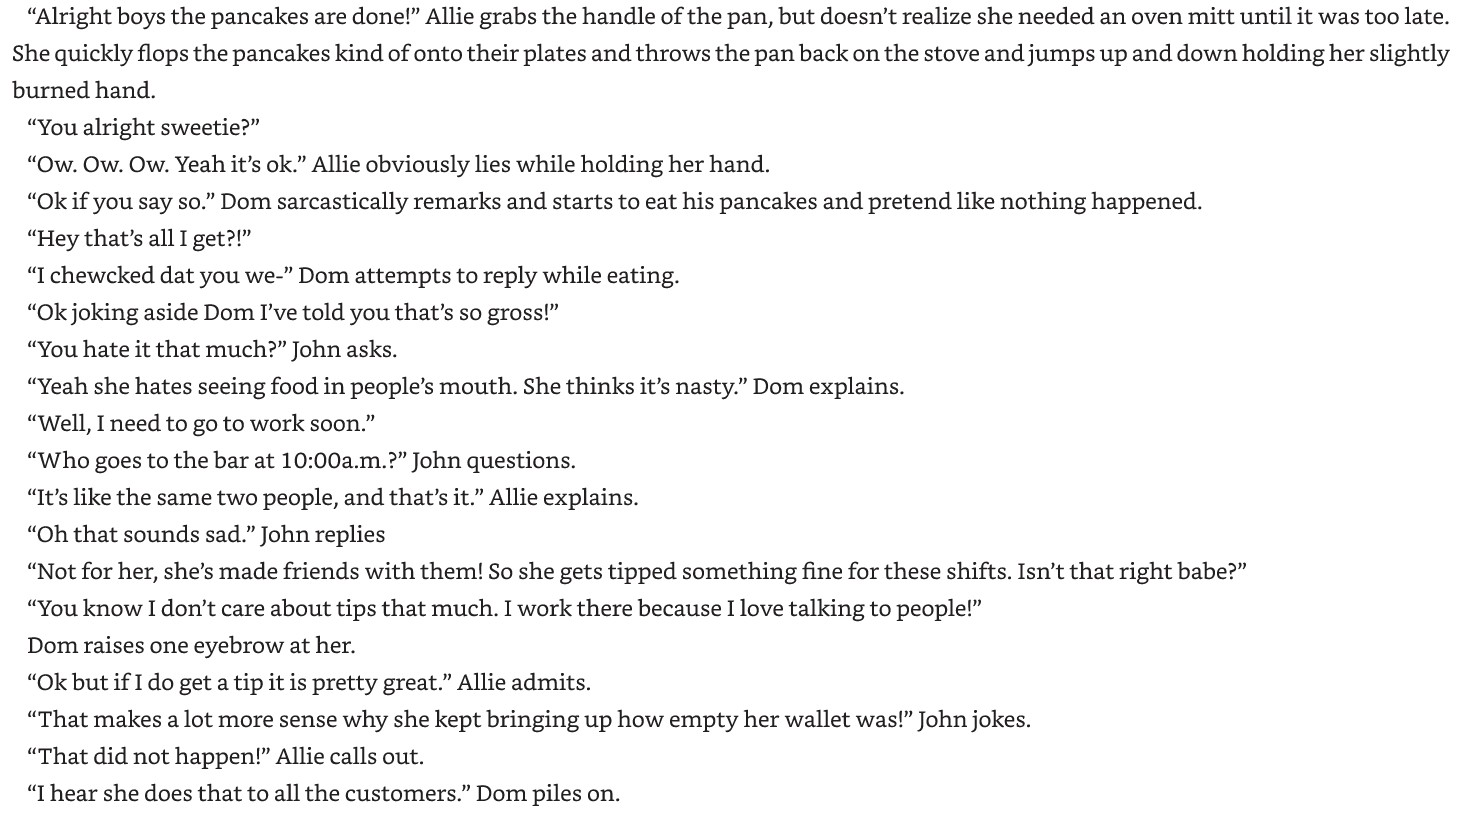 “Alright boys the pancakes are done!” Allie grabs the handle of the pan, but doesn’t realize she needed an oven mitt until it was too late.
She quickly flops the pancakes kind of onto their plates and throws the pan back on the stove and jumps up and down holding her slightly
burned hand.
“You alright sweetie?”
“Ow. Ow. Ow. Yeah it’s ok.” Allie obviously lies while holding her hand.
“Ok if you say so.” Dom sarcastically remarks and starts to eat his pancakes and pretend like nothing happened.
“Hey that’s all I get?!”
“I chewcked dat you we-” Dom attempts to reply while eating.
“Ok joking aside Dom I’ve told you that’s so gross!”
“You hate it that much?” John asks.
“Yeah she hates seeing food in people’s mouth. She thinks it’s nasty.” Dom explains.
“Well, I need to go to work soon.”
“Who goes to the bar at 10:00a.m.?” John questions.
“It’s like the same two people, and that’s it.” Allie explains.
“Oh that sounds sad.” John replies
“Not for her, she’s made friends with them! So she gets tipped something fine for these shifts. Isn’t that right babe?”
“You know I don’t care about tips that much. I work there because I love talking to people!”
Dom raises one eyebrow at her.
“Ok but if I do get a tip it is pretty great.” Allie admits.
“That makes a lot more sense why she kept bringing up how empty her wallet was!” John jokes.
“That did not happen!” Allie calls out.
“I hear she does that to all the customers.” Dom piles on.